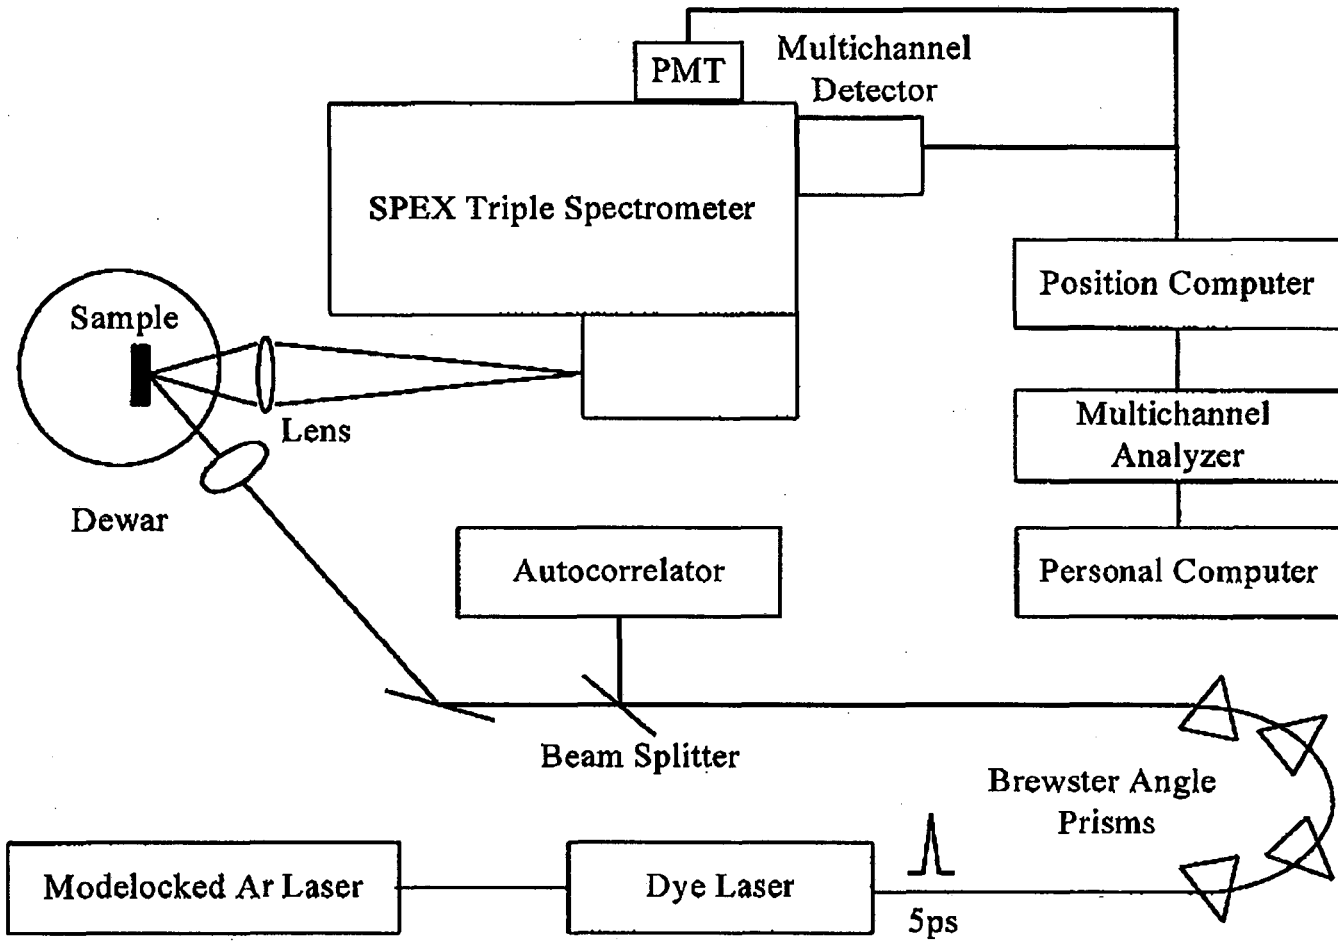 PMT
Multichannel
Detector
SPEX Triple Spectrometer
Position Computer
Sample
Lens
Multichannel
Analyzer
Dewar
Autocorrelator
Personal Computer
Beam Splitter
Brewster Angle
Prisms
Modelocked Ar Laser
Dye Laser
5ps